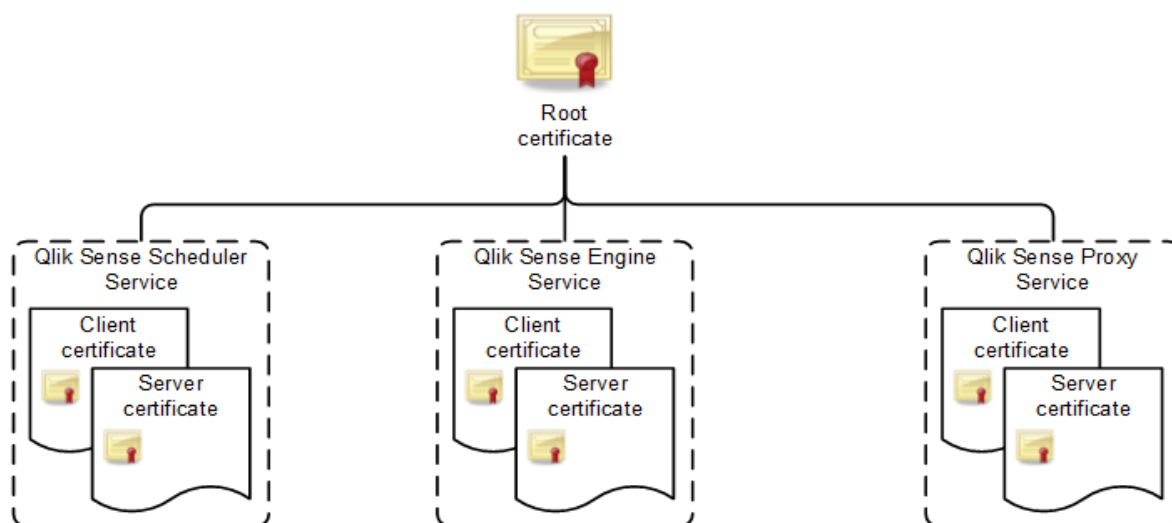 Root
certificate
Qlik Sense Scheduler
Service
Client
certificate
Server
certificate
Qlik Sense Engine
Service
Client
certificate
Server
certificate
Qlik Sense Proxy
Service
Client
certificate
Server
certificate